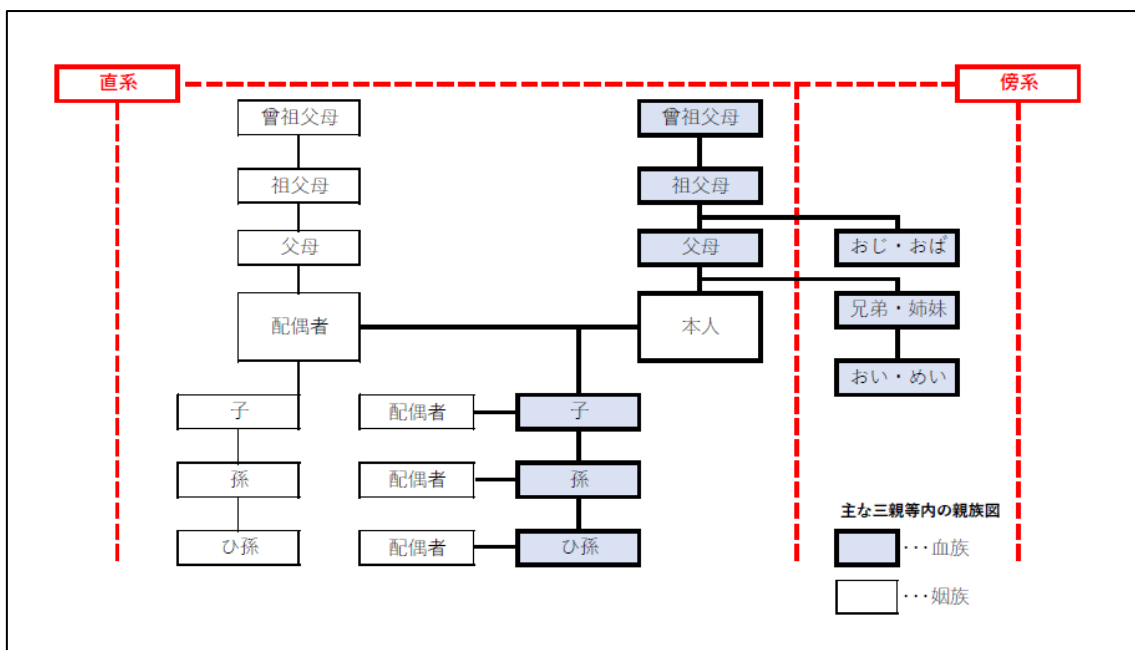 直系
傍系
曾祖父母
曾祖父母
祖父母
祖父母
父母
父母
おじ・おば
配偶者
本人
兄弟・姉妹
おい・めい
子
配偶者
子
孫
配偶者
孫
ひ孫
配偶者
ひ孫
主な三親等内の親族図
・・・血族
・・・姻族